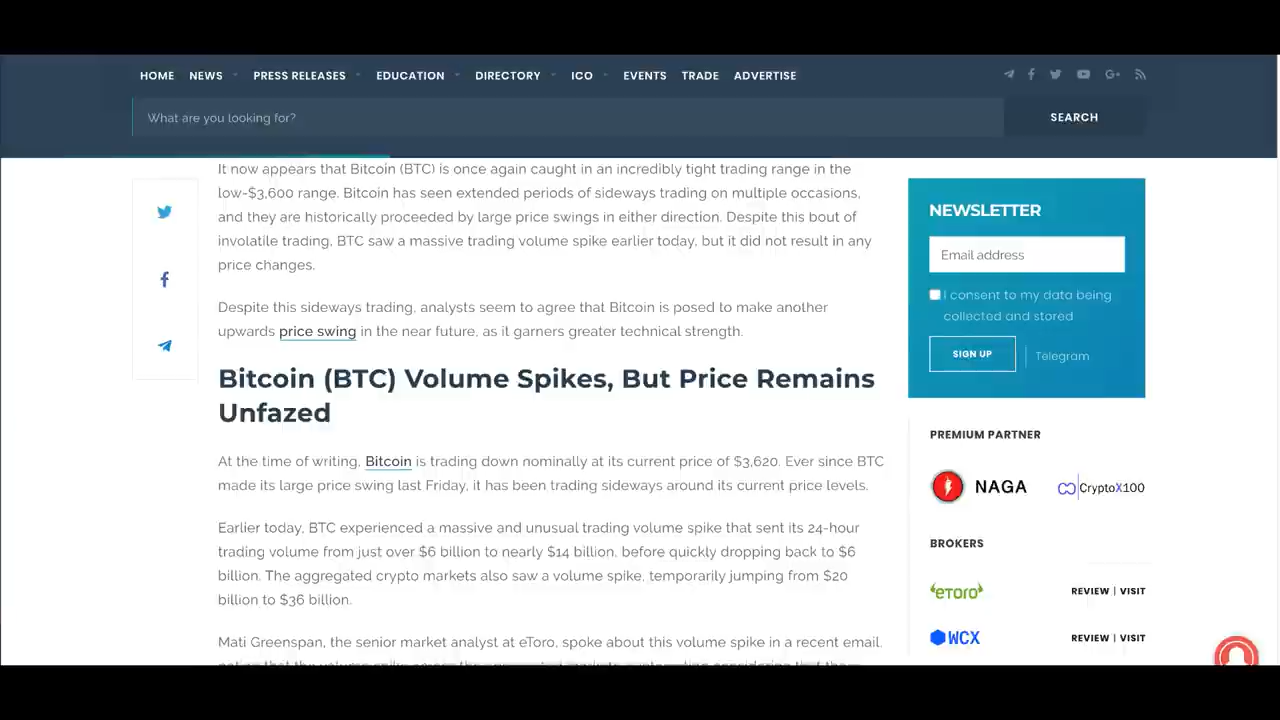 HOME NEWS PRESS RELEASES EDUCATION DIRECTORY ICO EVENTS TRADE ADVERTISE
What are you looking for? SEARCH
It now appears that Bitcoin (BTC) is once again caught in an incredibly tight trading range in the
low-$3,600 range. Bitcoin has seen extended periods of sideways trading on multiple occasions,
and they are historically proceeded by large price swings in either direction. Despite this bout of
involatile trading, BTC saw a massive trading volume spike earlier today, but it did not result in any
price changes.
Despite this sideways trading, analysts seem to agree that Bitcoin is posed to make another
upwards price swing in the near future, as it garners greater technical strength.
Bitcoin (BTC) Volume Spikes, But Price Remains
Unfazed
At the time of writing, Bitcoin is trading down nominally at its current price of $3,620. Ever since BTC
made its large price swing last Friday, it has been trading sideways around its current price levels.
Earlier today, BTC experienced a massive and unusual trading volume spike that sent its 24-hour
trading volume from just over $6 billion to nearly $14 billion, before quickly dropping back to $6
billion. The aggregated crypto markets also saw a volume spike, temporarily jumping from $20
billion to $36 billion.
Mati Greenspan, the senior market analyst at eToro, spoke about this volume spike in a recent email,
NEWSLETTER
Email address
I consent to my data being
collected and stored
SIGN UP Telegram
PREMIUM PARTNER
NAGA CryptoX100
BROKERS
eToro REVIEW | VISIT
WCX REVIEW | VISIT